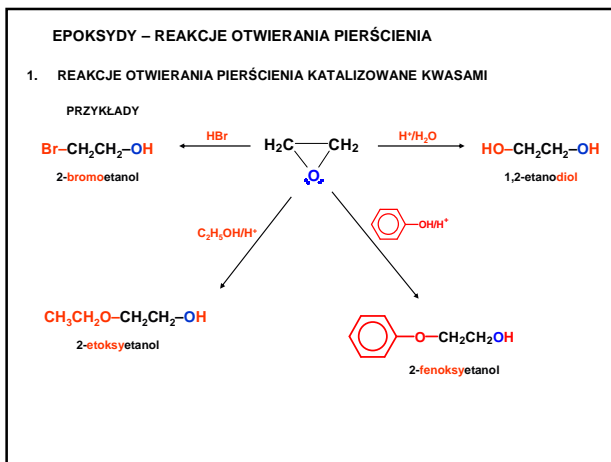 EPOKSYDY – REAKCJE OTWIERANIA PIERŚCIENIA
1. REAKCJE OTWIERANIA PIERŚCIENIA KATALIZOWANE KWASAMI
PRZYKŁADY
Br–CH₂CH₂–OH
HBr
H₂C CH₂
O
H⁺/H₂O
HO–CH₂CH₂–OH
2-bromoetanol
1,2-etanodiol
C₂H₅OH/H⁺
OH/H⁺
CH₃CH₂O–CH₂CH₂–OH
2-etoksyetanol
O–CH₂CH₂OH
2-fenoksyetanol